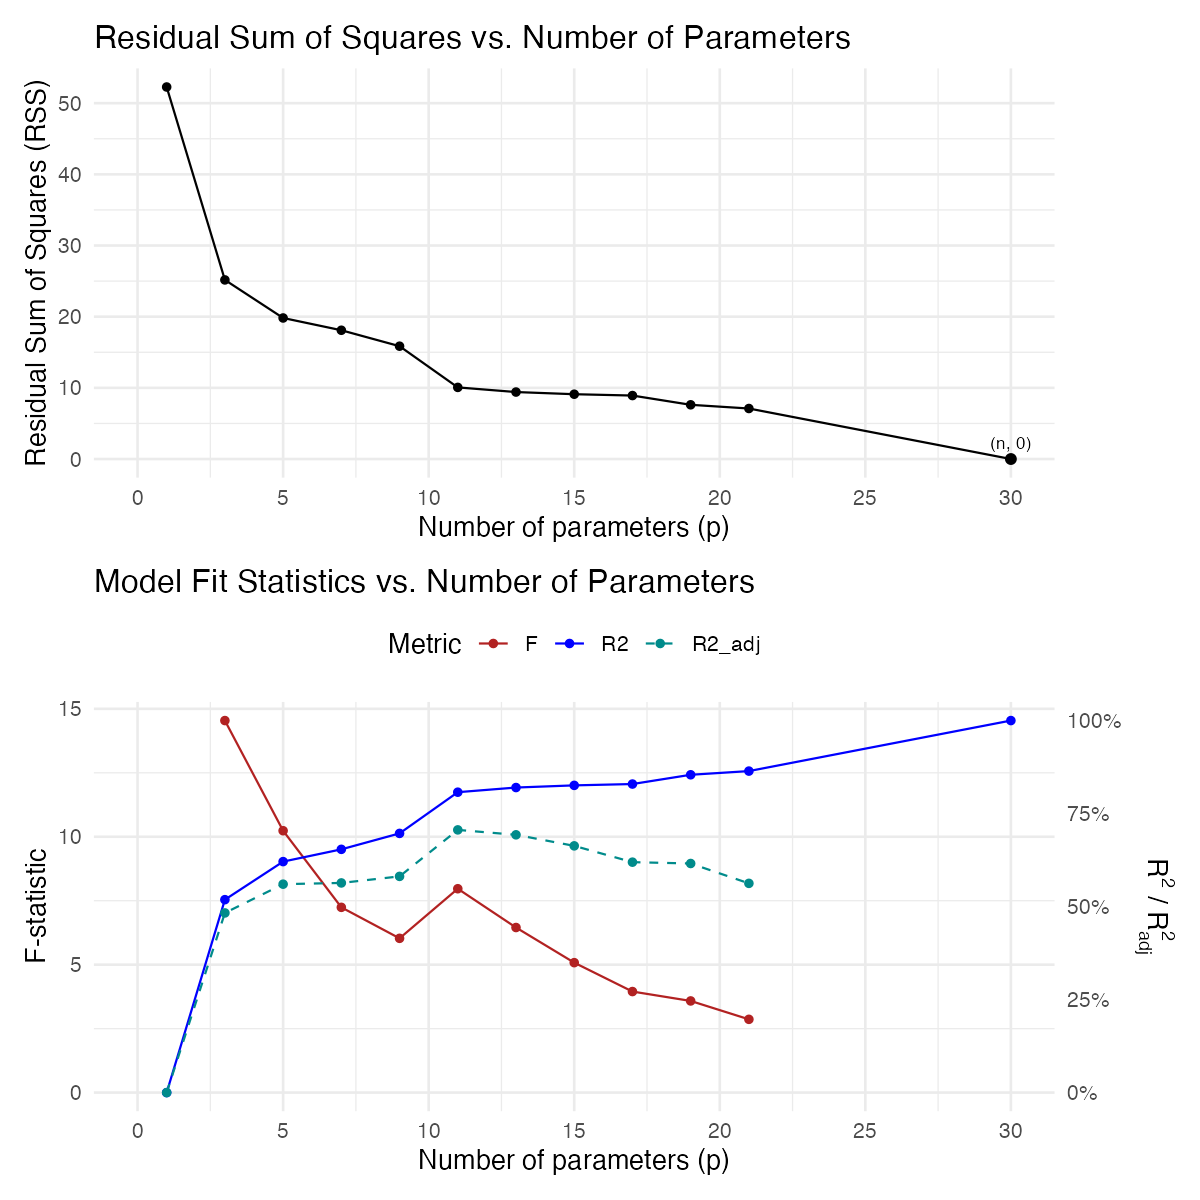 Residual Sum of Squares vs. Number of Parameters
Residual Sum of Squares (RSS)
50
40
30
20
10
0
(n, 0)
0 5 10 15 20 25 30
Number of parameters (p)
Model Fit Statistics vs. Number of Parameters
Metric F R2 R2_adj
F-statistic
15
10
5
0
100%
75%
50%
25%
0%
R² / R²adj
0 5 10 15 20 25 30
Number of parameters (p)